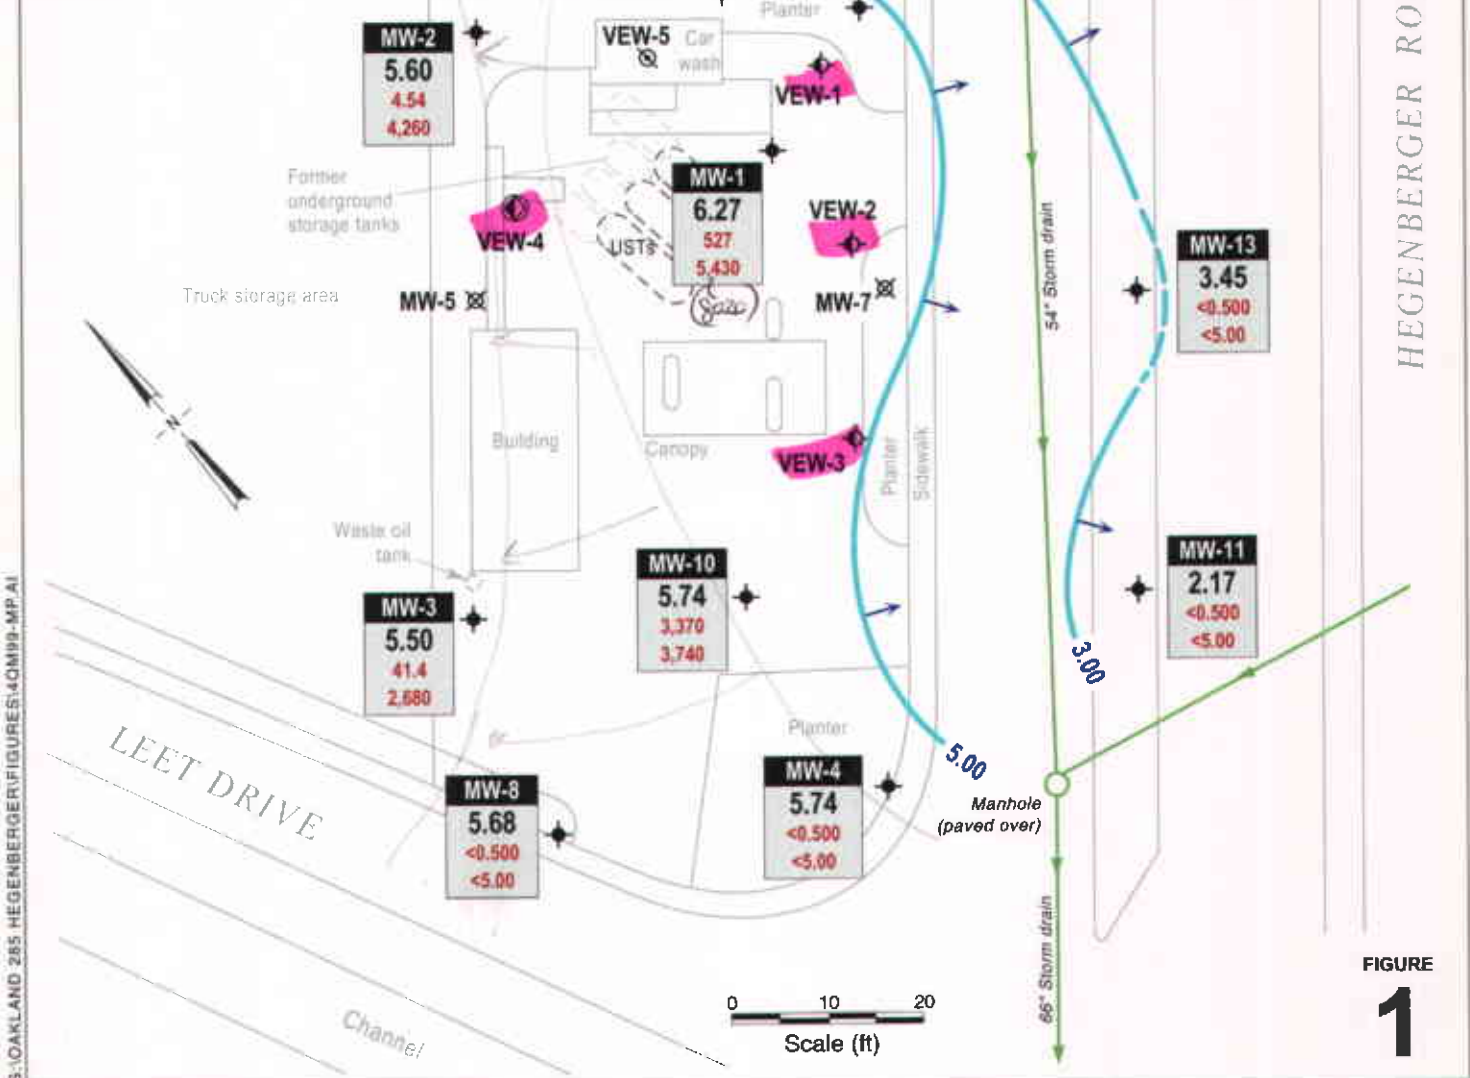 Planter
HEGENBERGER RO
MW-2
5.60
4.54
4,260
VEW-5
Car
wash
VEW-1
Former
underground
storage tanks
VEW-4
USTs
MW-1
6.27
527
5,430
VEW-2
54" Storm drain
MW-13
3.45
<0.500
<5.00
Truck storage area
MW-5
MW-7
N
Building
Canopy
VEW-3
Planter
Sidewalk
Waste oil
tank
MW-10
5.74
3,370
3,740
MW-11
2.17
<0.500
<5.00
MW-3
5.50
41.4
2,680
3.00
LEET DRIVE
Planter
5.00
MW-8
5.68
<0.500
<5.00
MW-4
5.74
<0.500
<5.00
Manhole
(paved over)
66" Storm drain
Channel
0 10 20
Scale (ft)
FIGURE
1
G:\OAKLAND 285 HEGENBERGER\FIGURES\4QM99-MP.AI